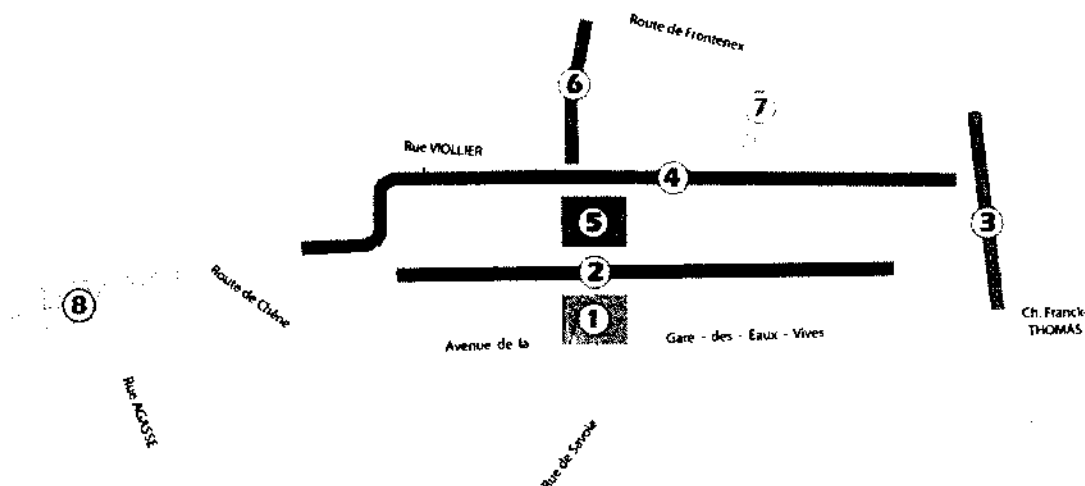 Route de Frontenex
6
7
Rue VIOLLIER
4
3
5
2
Route de Chêne
8
1
Ch. Franck-
THOMAS
Avenue de la
Gare - des - Eaux - Vives
Rue AGASSE
Rue de Savoie